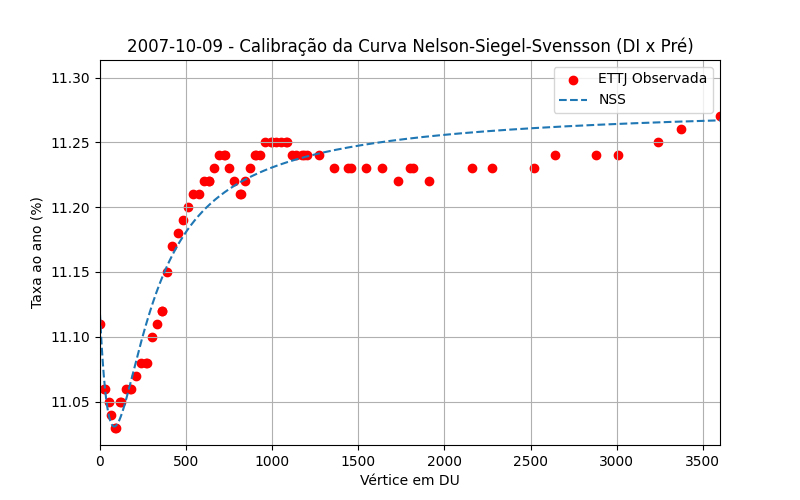 2007-10-09 - Calibração da Curva Nelson-Siegel-Svensson (DI x Pré)
ETTJ Observada
NSS
Taxa ao ano (%)
11.30
11.25
11.20
11.15
11.10
11.05
0 500 1000 1500 2000 2500 3000 3500
Vértice em DU